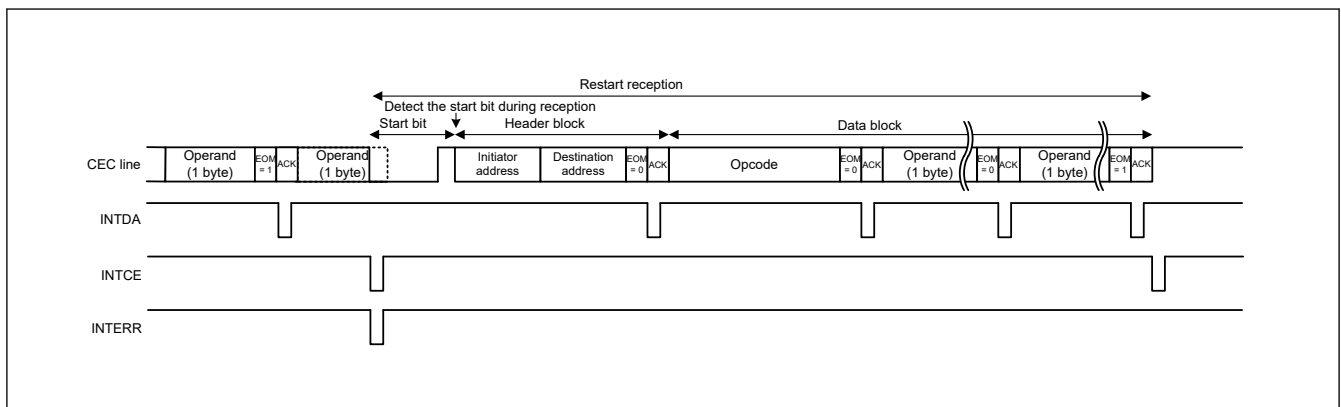 Restart reception
Detect the start bit during reception
Start bit
Header block
Data block
CEC line
Operand
(1 byte)
EOM
= 1
ACK
Operand
(1 byte)
Initiator
address
Destination
address
EOM
= 0
ACK
Opcode
EOM
= 0
ACK
Operand
(1 byte)
EOM
= 0
ACK
Operand
(1 byte)
EOM
= 1
ACK
INTDA
INTCE
INTERR